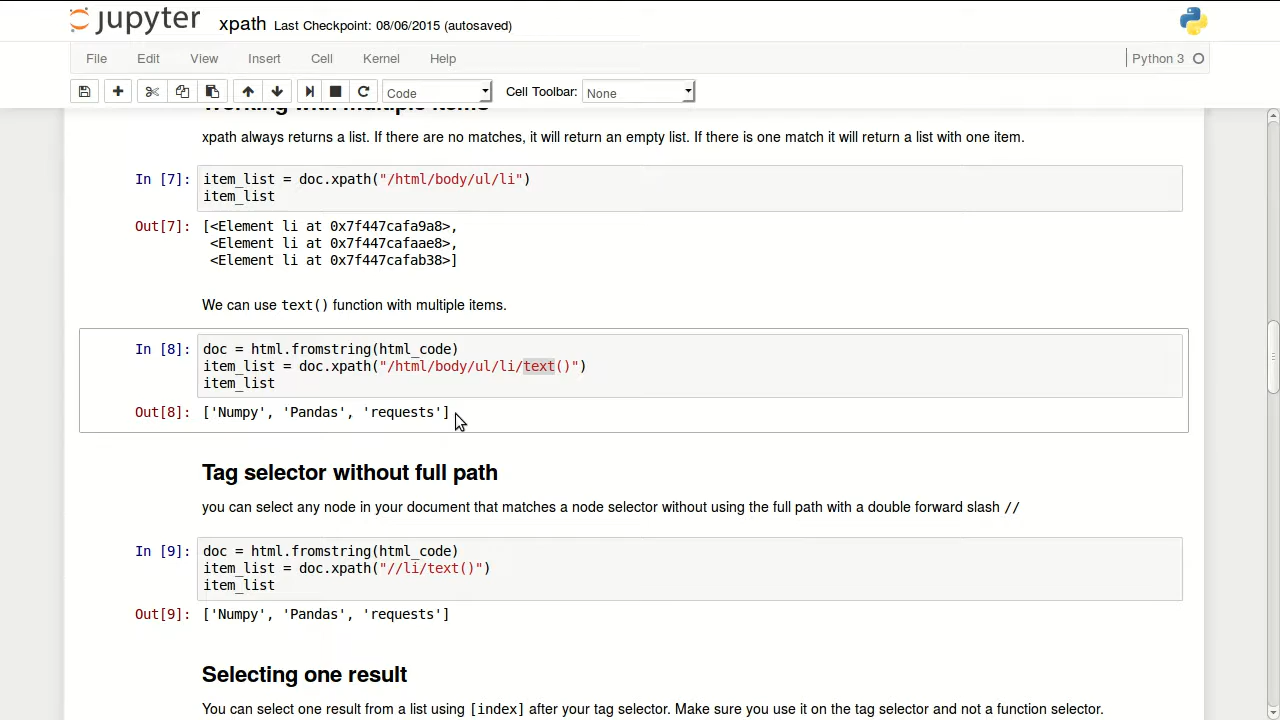 jupyter xpath Last Checkpoint: 08/06/2015 (autosaved)
File Edit View Insert Cell Kernel Help Python 3
Code Cell Toolbar: None
Working with multiple items
xpath always returns a list. If there are no matches, it will return an empty list. If there is one match it will return a list with one item.
In [7]: item_list = doc.xpath("/html/body/ul/li")
item_list
Out[7]: [<Element li at 0x7f447cafa9a8>,
<Element li at 0x7f447cafaae8>,
<Element li at 0x7f447cafab38>]
We can use text() function with multiple items.
In [8]: doc = html.fromstring(html_code)
item_list = doc.xpath("/html/body/ul/li/text()")
item_list
Out[8]: ['Numpy', 'Pandas', 'requests']
Tag selector without full path
you can select any node in your document that matches a node selector without using the full path with a double forward slash //
In [9]: doc = html.fromstring(html_code)
item_list = doc.xpath("//li/text()")
item_list
Out[9]: ['Numpy', 'Pandas', 'requests']
Selecting one result
You can select one result from a list using [index] after your tag selector. Make sure you use it on the tag selector and not a function selector.